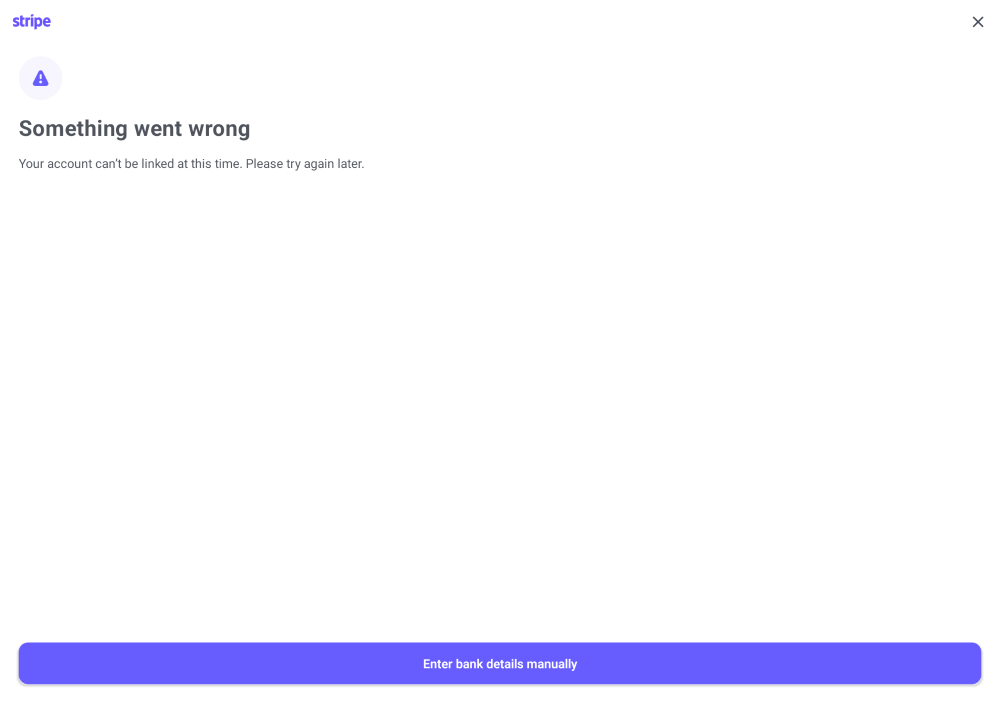 stripe
Something went wrong
Your account can't be linked at this time. Please try again later.
Enter bank details manually